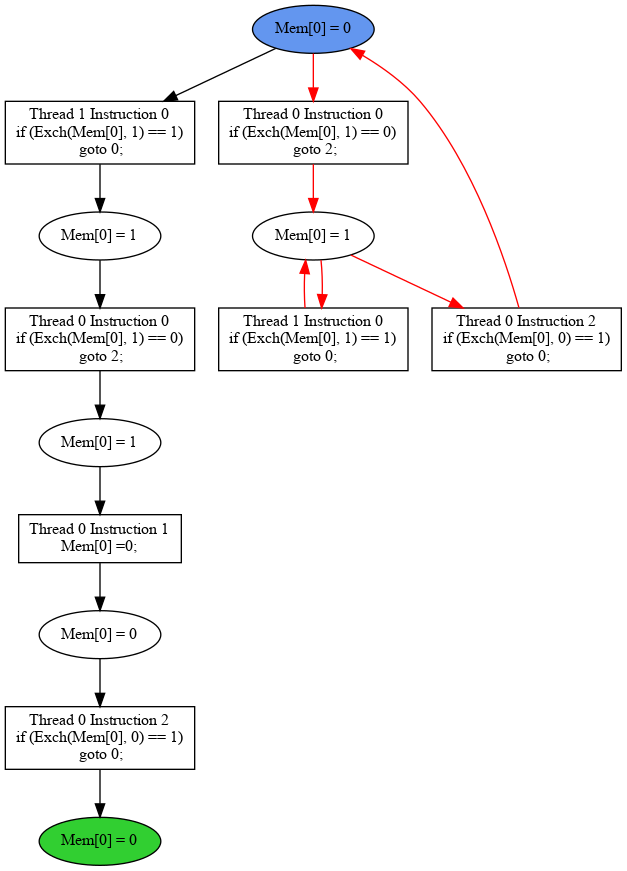 Mem[0] = 0
Thread 1 Instruction 0
if (Exch(Mem[0], 1) == 1)
goto 0;
Thread 0 Instruction 0
if (Exch(Mem[0], 1) == 0)
goto 2;
Mem[0] = 1
Mem[0] = 1
Thread 0 Instruction 0
if (Exch(Mem[0], 1) == 0)
goto 2;
Thread 1 Instruction 0
if (Exch(Mem[0], 1) == 1)
goto 0;
Thread 0 Instruction 2
if (Exch(Mem[0], 0) == 1)
goto 0;
Mem[0] = 1
Thread 0 Instruction 1
Mem[0] =0;
Mem[0] = 0
Thread 0 Instruction 2
if (Exch(Mem[0], 0) == 1)
goto 0;
Mem[0] = 0